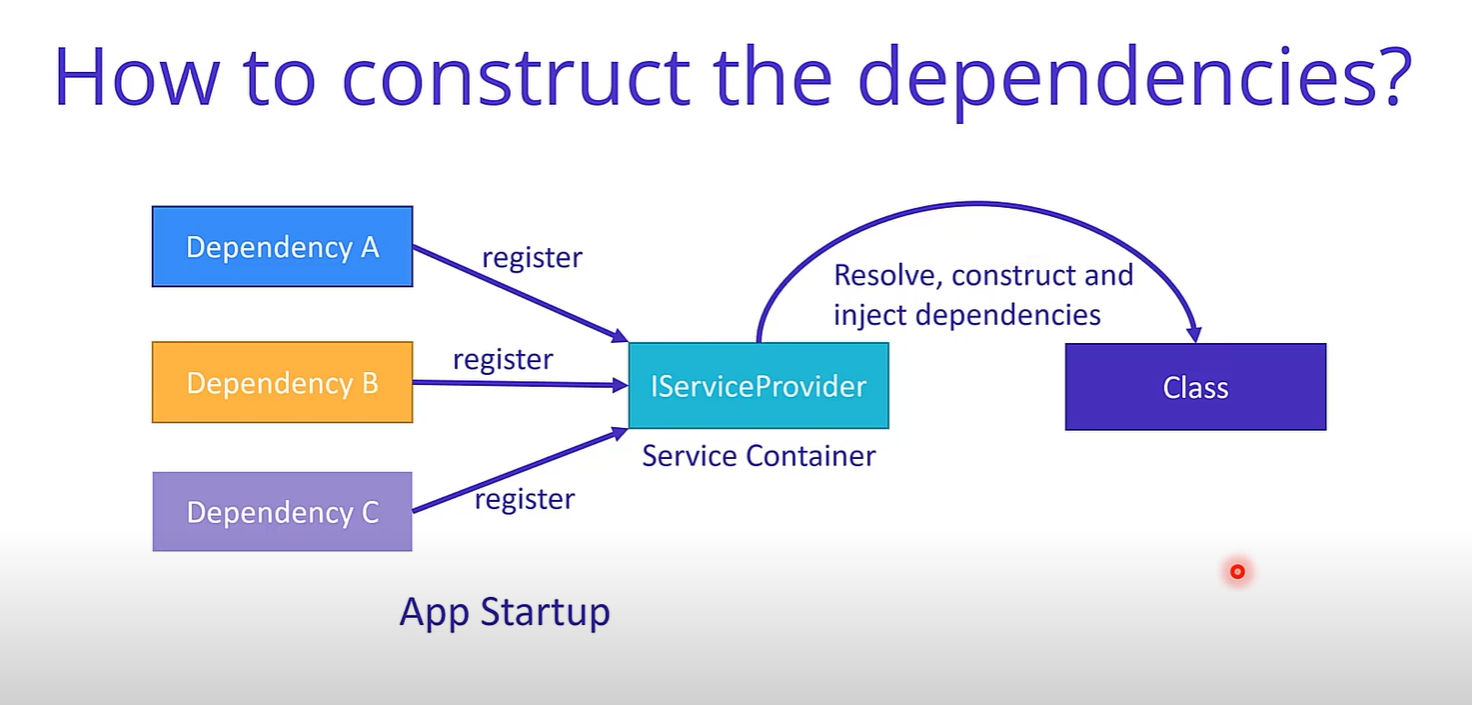 How to construct the dependencies?
Dependency A
register
Resolve, construct and
inject dependencies
Dependency B
register
IServiceProvider
Class
Service Container
Dependency C
register
App Startup